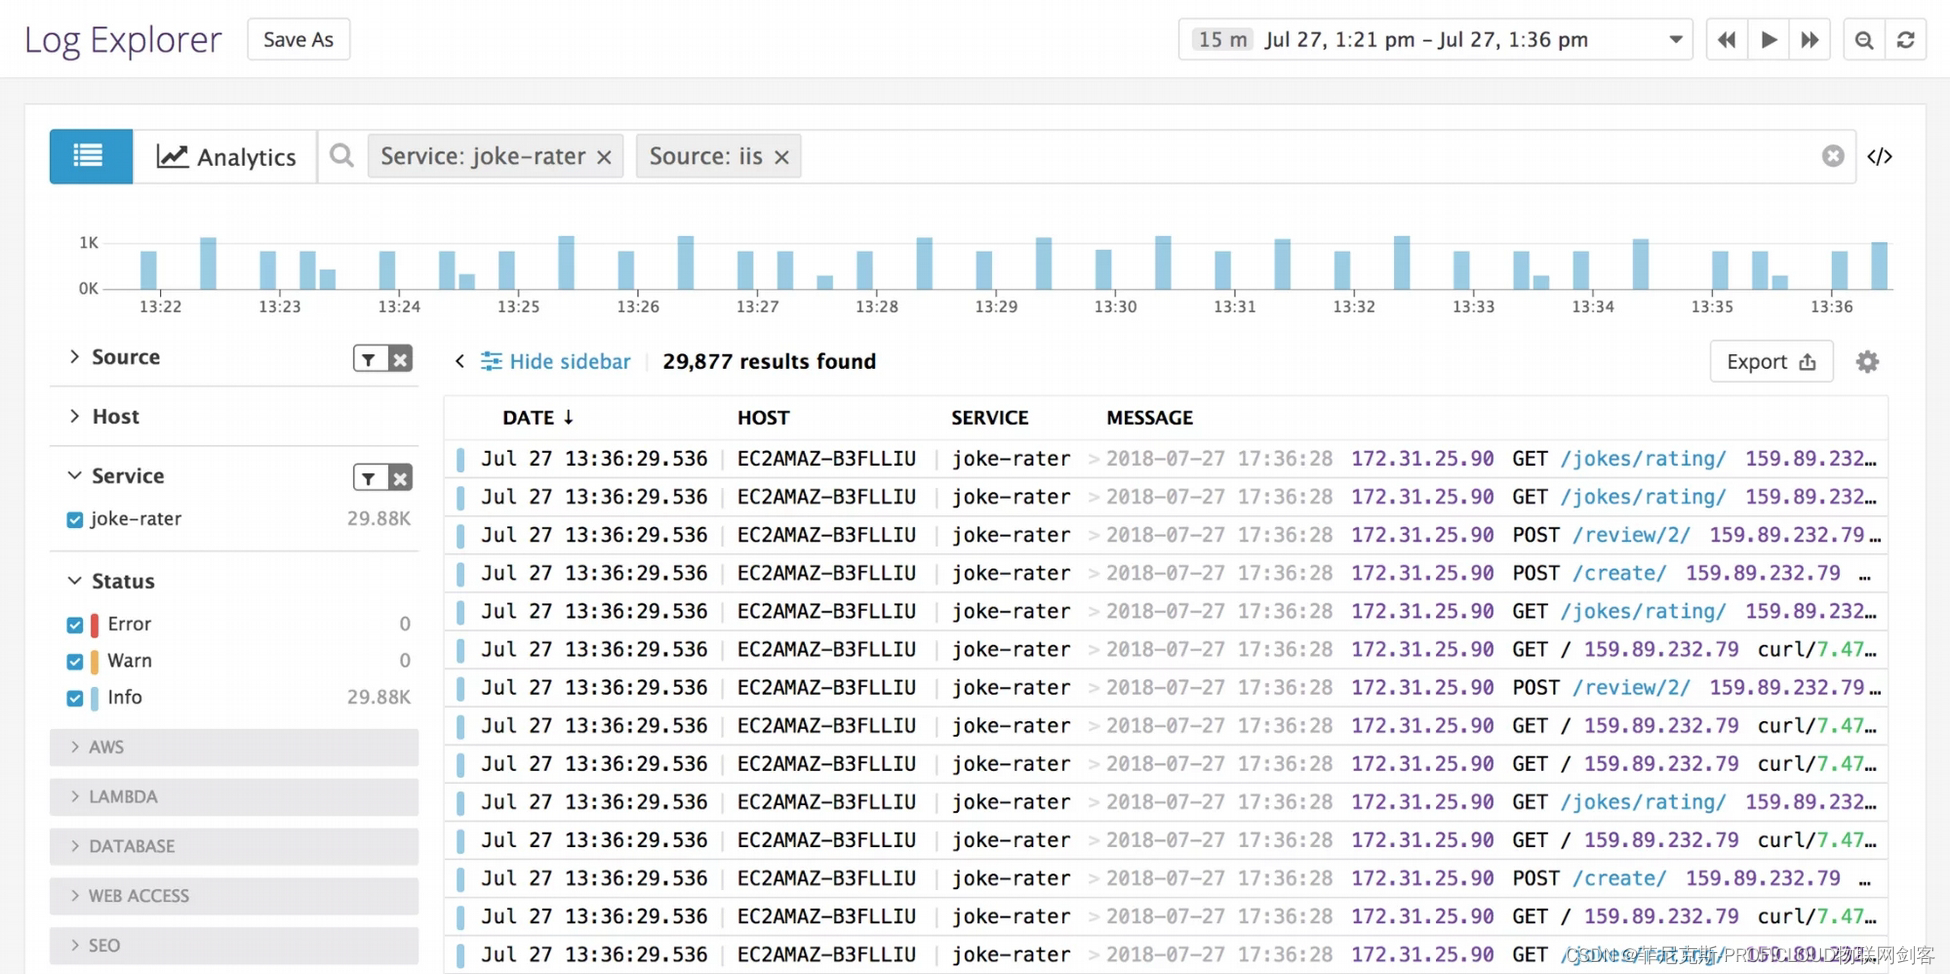 Log Explorer Save As 15 m Jul 27, 1:21 pm – Jul 27, 1:36 pm
Analytics Service: joke-rater × Source: iis × </>
1K
0K
13:22 13:23 13:24 13:25 13:26 13:27 13:28 13:29 13:30 13:31 13:32 13:33 13:34 13:35 13:36
Source
Host
Service
joke-rater 29.88K
Status
Error 0
Warn 0
Info 29.88K
AWS
LAMBDA
DATABASE
WEB ACCESS
SEO
Hide sidebar 29,877 results found Export
DATE ↓ HOST SERVICE MESSAGE
Jul 27 13:36:29.536 | EC2AMAZ-B3FLLIU | joke-rater > 2018-07-27 17:36:28 172.31.25.90 GET /jokes/rating/ 159.89.232…
Jul 27 13:36:29.536 | EC2AMAZ-B3FLLIU | joke-rater > 2018-07-27 17:36:28 172.31.25.90 GET /jokes/rating/ 159.89.232…
Jul 27 13:36:29.536 | EC2AMAZ-B3FLLIU | joke-rater > 2018-07-27 17:36:28 172.31.25.90 POST /review/2/ 159.89.232.79…
Jul 27 13:36:29.536 | EC2AMAZ-B3FLLIU | joke-rater > 2018-07-27 17:36:28 172.31.25.90 POST /create/ 159.89.232.79 …
Jul 27 13:36:29.536 | EC2AMAZ-B3FLLIU | joke-rater > 2018-07-27 17:36:28 172.31.25.90 GET /jokes/rating/ 159.89.232…
Jul 27 13:36:29.536 | EC2AMAZ-B3FLLIU | joke-rater > 2018-07-27 17:36:28 172.31.25.90 GET / 159.89.232.79 curl/7.47…
Jul 27 13:36:29.536 | EC2AMAZ-B3FLLIU | joke-rater > 2018-07-27 17:36:28 172.31.25.90 POST /review/2/ 159.89.232.79…
Jul 27 13:36:29.536 | EC2AMAZ-B3FLLIU | joke-rater > 2018-07-27 17:36:28 172.31.25.90 GET / 159.89.232.79 curl/7.47…
Jul 27 13:36:29.536 | EC2AMAZ-B3FLLIU | joke-rater > 2018-07-27 17:36:28 172.31.25.90 GET / 159.89.232.79 curl/7.47…
Jul 27 13:36:29.536 | EC2AMAZ-B3FLLIU | joke-rater > 2018-07-27 17:36:28 172.31.25.90 GET /jokes/rating/ 159.89.232…
Jul 27 13:36:29.536 | EC2AMAZ-B3FLLIU | joke-rater > 2018-07-27 17:36:28 172.31.25.90 GET / 159.89.232.79 curl/7.47…
Jul 27 13:36:29.536 | EC2AMAZ-B3FLLIU | joke-rater > 2018-07-27 17:36:28 172.31.25.90 POST /create/ 159.89.232.79 …
Jul 27 13:36:29.536 | EC2AMAZ-B3FLLIU | joke-rater > 2018-07-27 17:36:28 172.31.25.90 GET / 159.89.232.79 curl/7.47…
Jul 27 13:36:29.536 | EC2AMAZ-B3FLLIU | joke-rater > 2018-07-27 17:36:28 172.31.25.90 GET /jokes/rating/ 159.89.232…
CSDN @菲尼克斯/PROFICLOUD物联网剑客